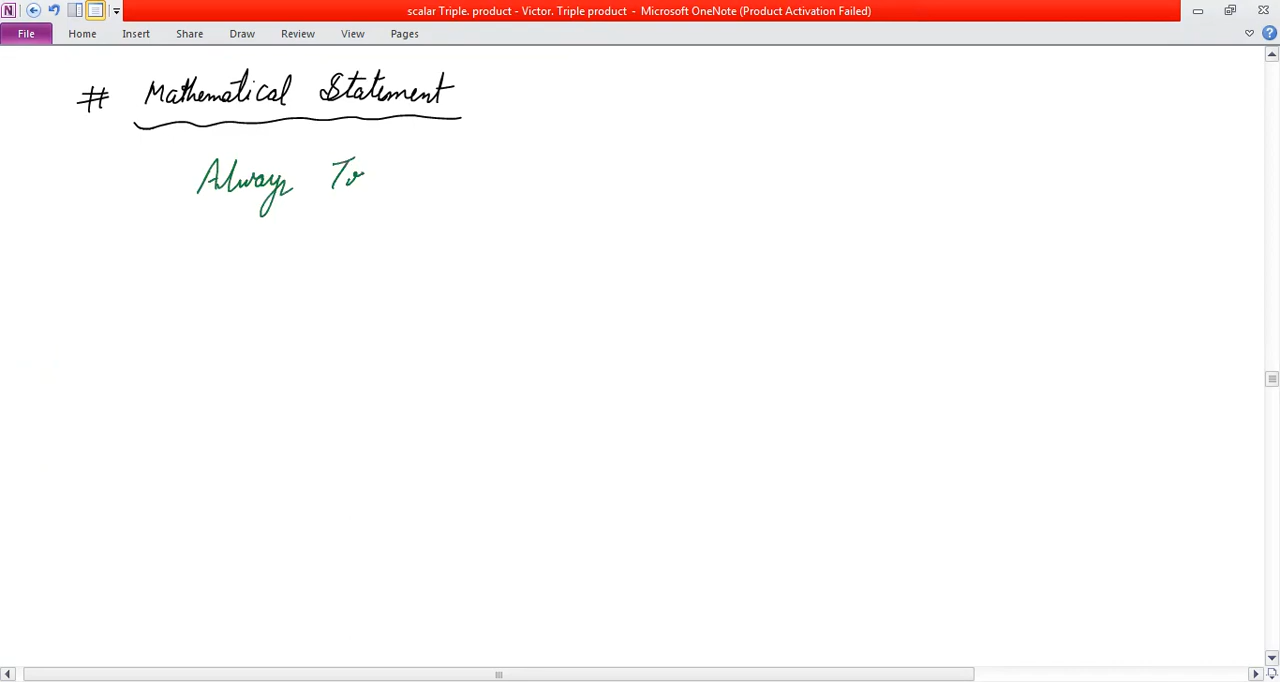 scalar Triple. product - Victor. Triple product - Microsoft OneNote (Product Activation Failed)
File Home Insert Share Draw Review View Pages
# Mathematical Statement
Always